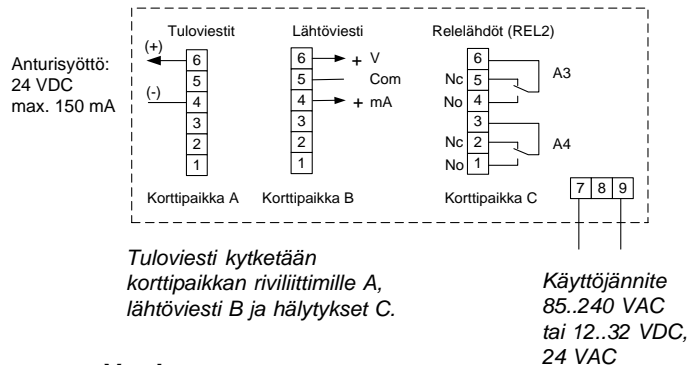 Tuloviestit Lähtöviesti Relelähdöt (REL2)
Anturisyöttö:
24 VDC
max. 150 mA
(+)
(-)
6
5
4
3
2
1
Korttipaikka A
6
5
4
3
2
1
+ V
Com
+ mA
Korttipaikka B
6
Nc 5
No 4
3
Nc 2
No 1
A3
A4
Korttipaikka C
7 8 9
Tuloviesti kytketään
korttipaikkan riviliittimille A,
lähtöviesti B ja hälytykset C.
Käyttöjännite
85..240 VAC
tai 12..32 VDC,
24 VAC